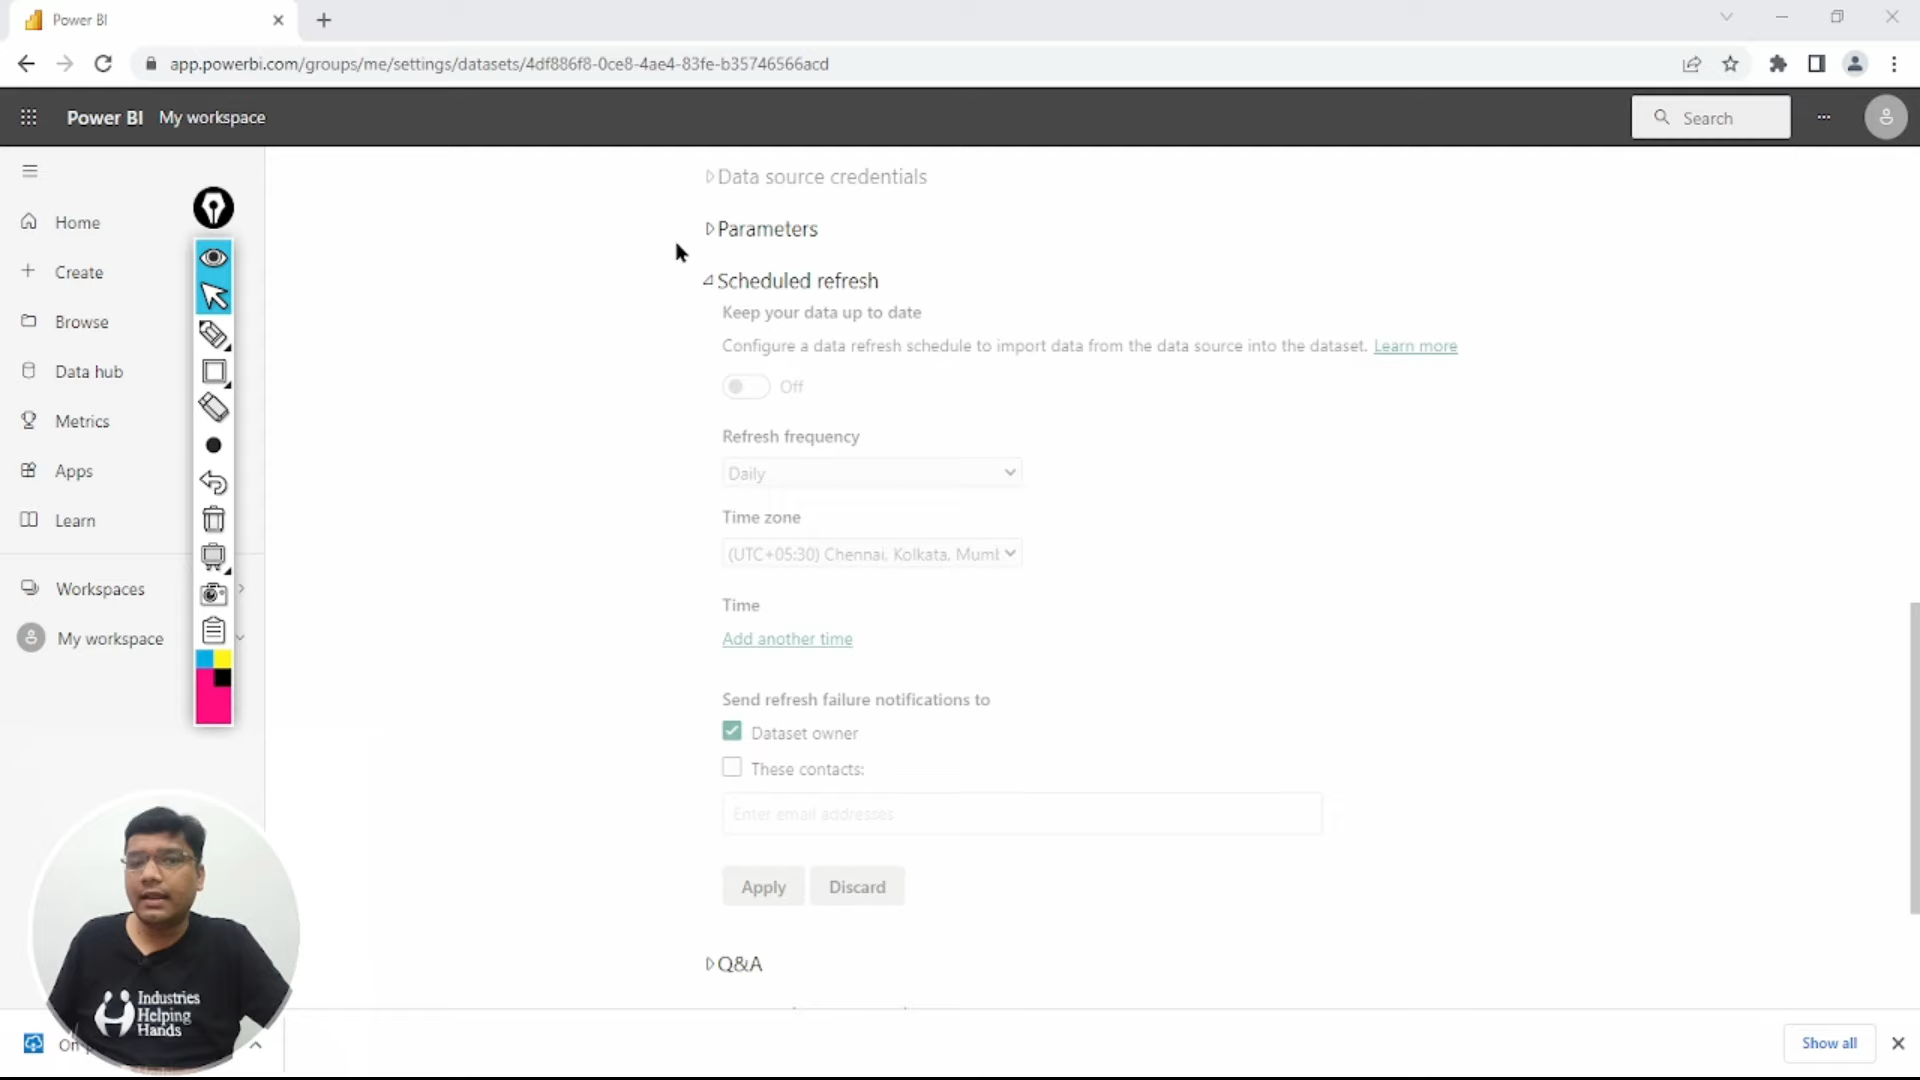 Power BI
app.powerbi.com/groups/me/settings/datasets/4df886f8-0ce8-4ae4-83fe-b35746566acd
Power BI My workspace
Search
Home
Create
Browse
Data hub
Metrics
Apps
Learn
Workspaces
My workspace
Data source credentials
Parameters
Scheduled refresh
Keep your data up to date
Configure a data refresh schedule to import data from the data source into the dataset. Learn more
Off
Refresh frequency
Daily
Time zone
(UTC+05:30) Chennai, Kolkata, Mumb
Time
Add another time
Send refresh failure notifications to
Dataset owner
These contacts:
Enter email addresses
Apply Discard
Q&A
Industries
Helping
Hands
Show all